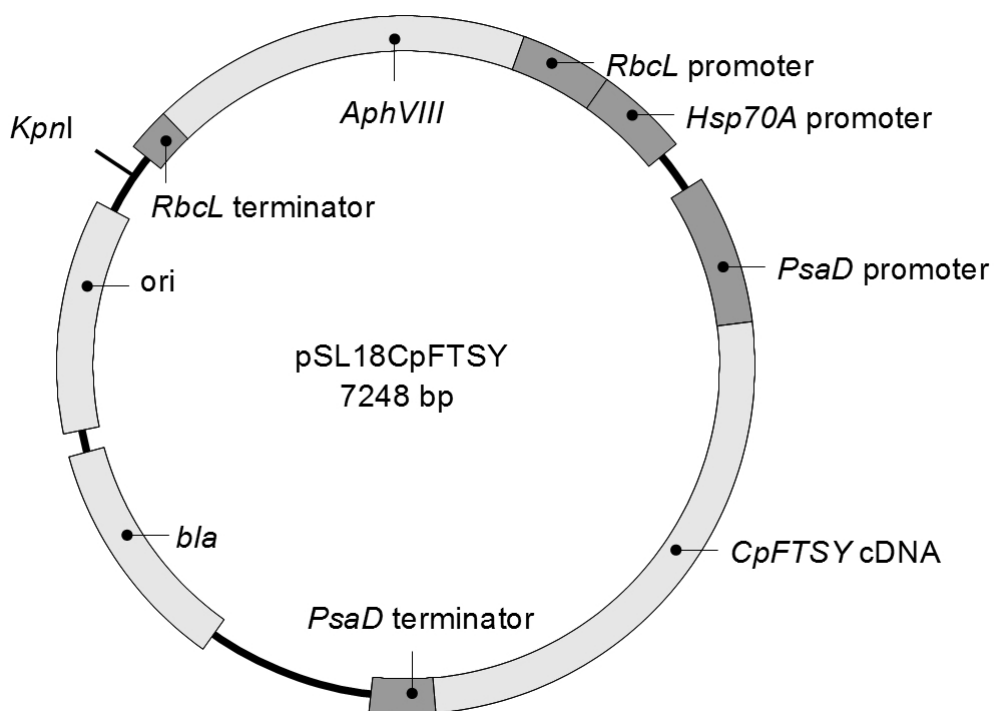 RbcL promoter
AphVIII
Hsp70A promoter
KpnI
RbcL terminator
PsaD promoter
ori
pSL18CpFTSY
7248 bp
bla
CpFTSY cDNA
PsaD terminator